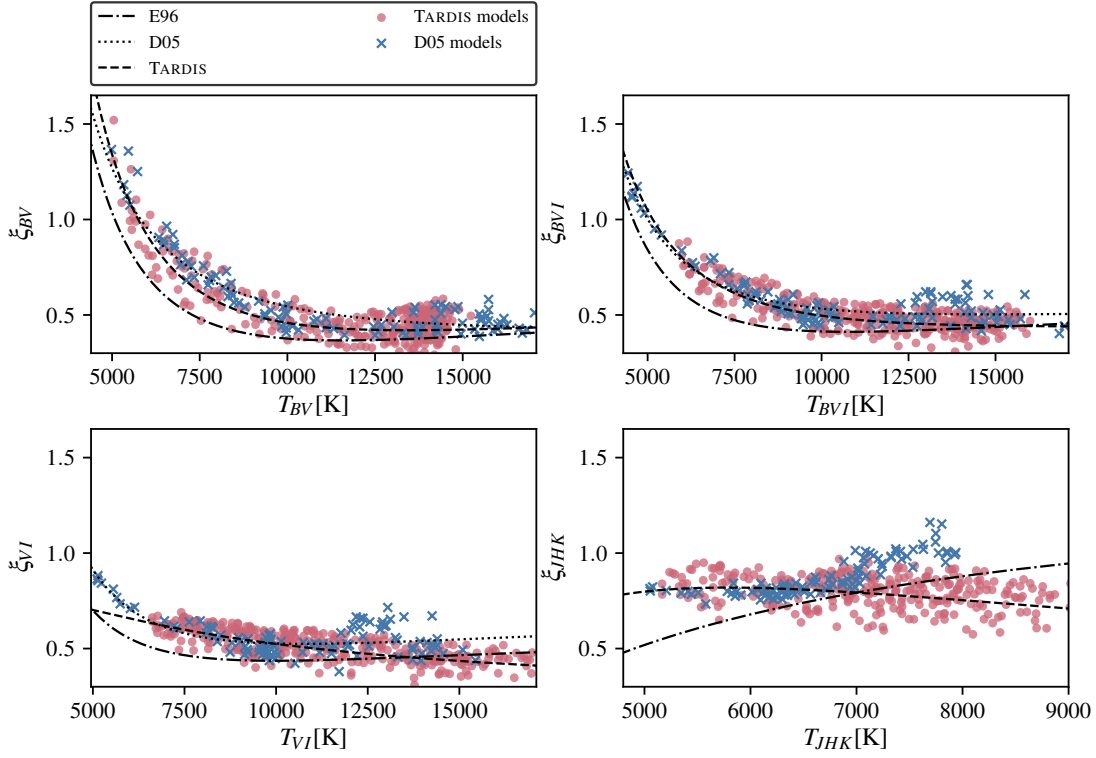 E96
D05
TARDIS
TARDIS models
D05 models
1.5
1.0
0.5
ξBV
5000 7500 10000 12500 15000
TBV[K]
1.5
1.0
0.5
ξBVI
5000 7500 10000 12500 15000
TBVI[K]
1.5
1.0
0.5
ξVI
5000 7500 10000 12500 15000
TVI[K]
1.5
1.0
0.5
ξJHK
5000 6000 7000 8000 9000
TJHK[K]